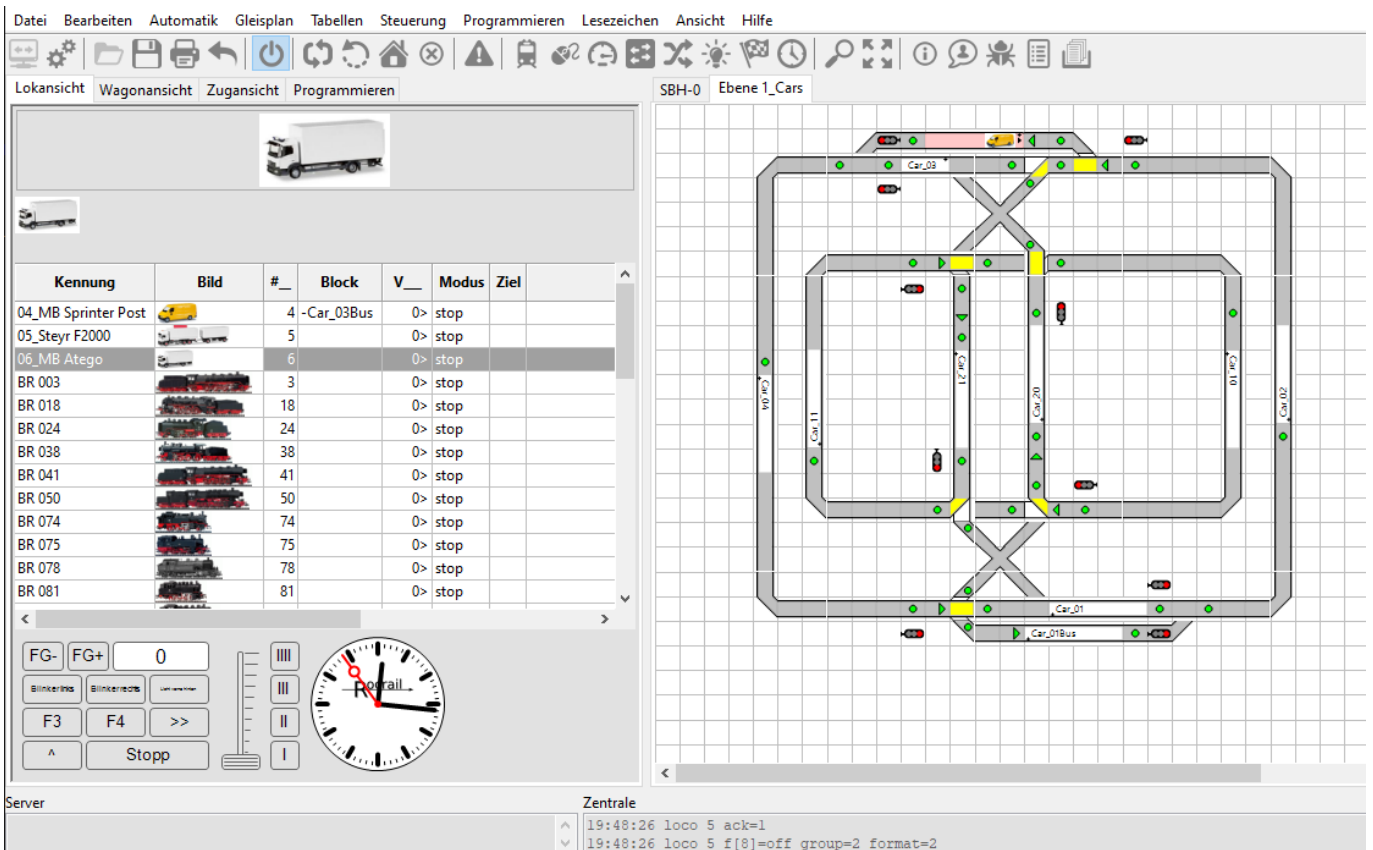 Datei Bearbeiten Automatik Gleisplan Tabellen Steuerung Programmieren Lesezeichen Ansicht Hilfe
Lokansicht Wagonansicht Zugansicht Programmieren
SBH-0 Ebene 1_Cars
Kennung Bild #__ Block V__ Modus Ziel
04_MB Sprinter Post 4 -Car_03Bus 0> stop
05_Steyr F2000 5 0> stop
06_MB Atego 6 0> stop
BR 003 3 0> stop
BR 018 18 0> stop
BR 024 24 0> stop
BR 038 38 0> stop
BR 041 41 0> stop
BR 050 50 0> stop
BR 074 74 0> stop
BR 075 75 0> stop
BR 078 78 0> stop
BR 081 81 0> stop
FG- FG+ 0 IIII
Blinkerlinks Blinkerrechts III
F3 F4 >> II
^ Stopp I
Rocrail
Car_03
Car_04
Car_11
Car_21
Car_20
Car_10
Car_02
Car_01
Car_01Bus
Server
Zentrale
19:48:26 loco 5 ack=1
19:48:26 loco 5 f[8]=off group=2 format=2